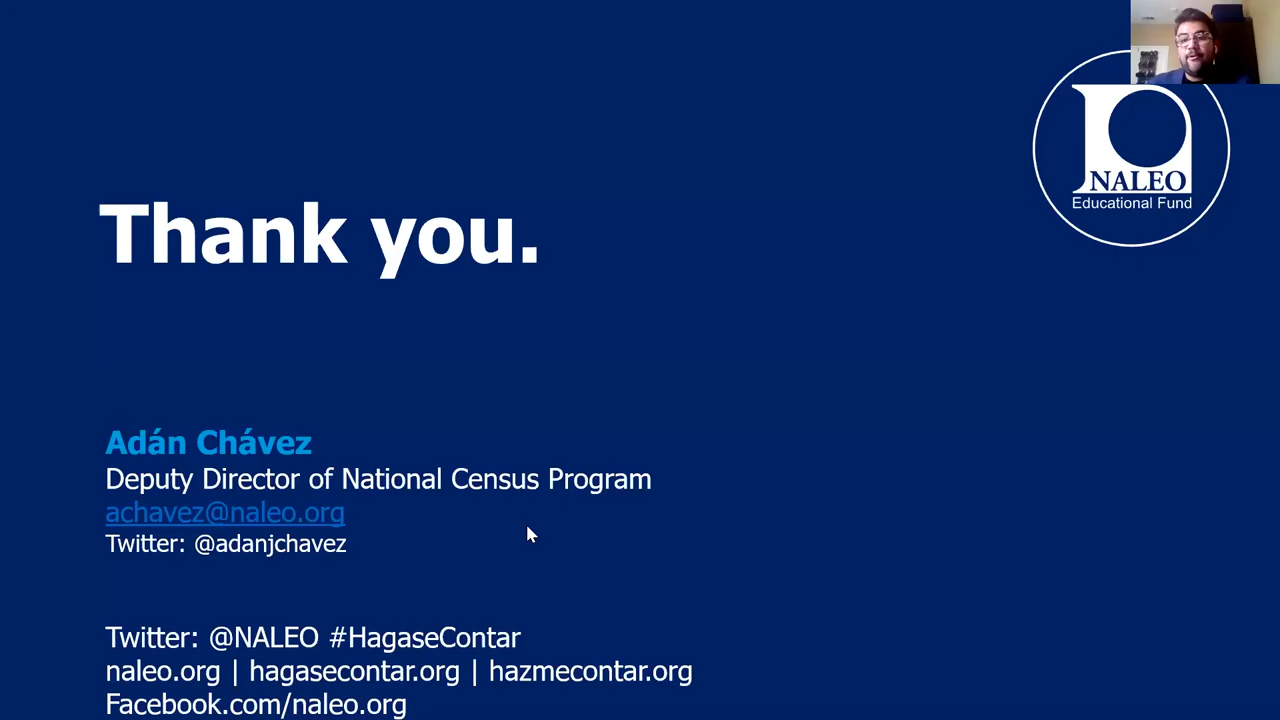 NALEO
Educational Fund
Thank you.
Adán Chávez
Deputy Director of National Census Program
achavez@naleo.org
Twitter: @adanjchavez
Twitter: @NALEO #HagaseContar
naleo.org | hagasecontar.org | hazmecontar.org
Facebook.com/naleo.org